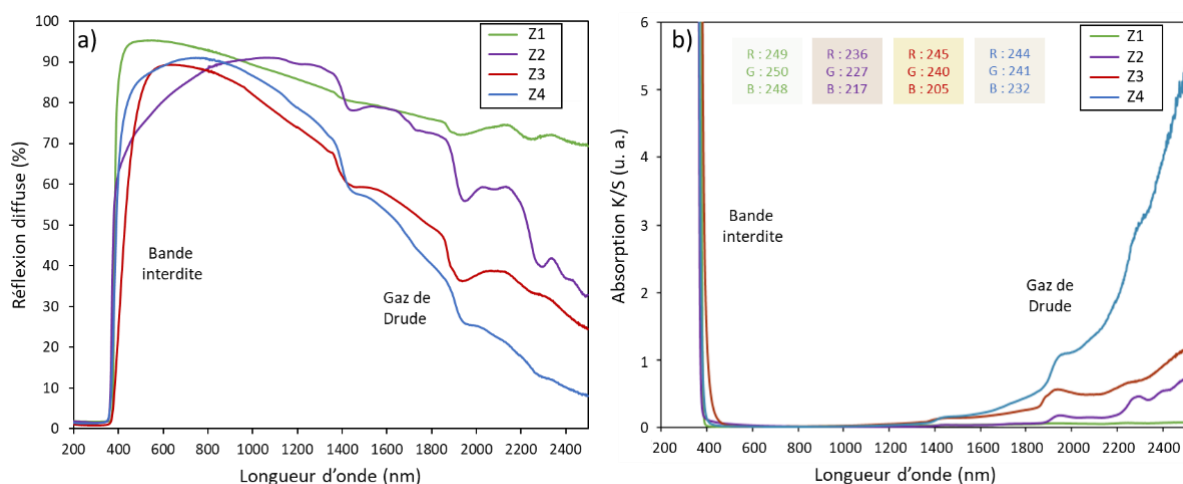 a)
Réflexion diffuse (%)
100
90
80
70
60
50
40
30
20
10
0
200 400 600 800 1000 1200 1400 1600 1800 2000 2200 2400
Longueur d’onde (nm)
Bande
interdite
Gaz de
Drude
Z1
Z2
Z3
Z4
b)
Absorption K/S (u. a.)
6
5
4
3
2
1
0
200 400 600 800 1000 1200 1400 1600 1800 2000 2200 2400
Longueur d’onde (nm)
R : 249
G : 250
B : 248
R : 236
G : 227
B : 217
R : 245
G : 240
B : 205
R : 244
G : 241
B : 232
Bande
interdite
Gaz de
Drude
Z1
Z2
Z3
Z4